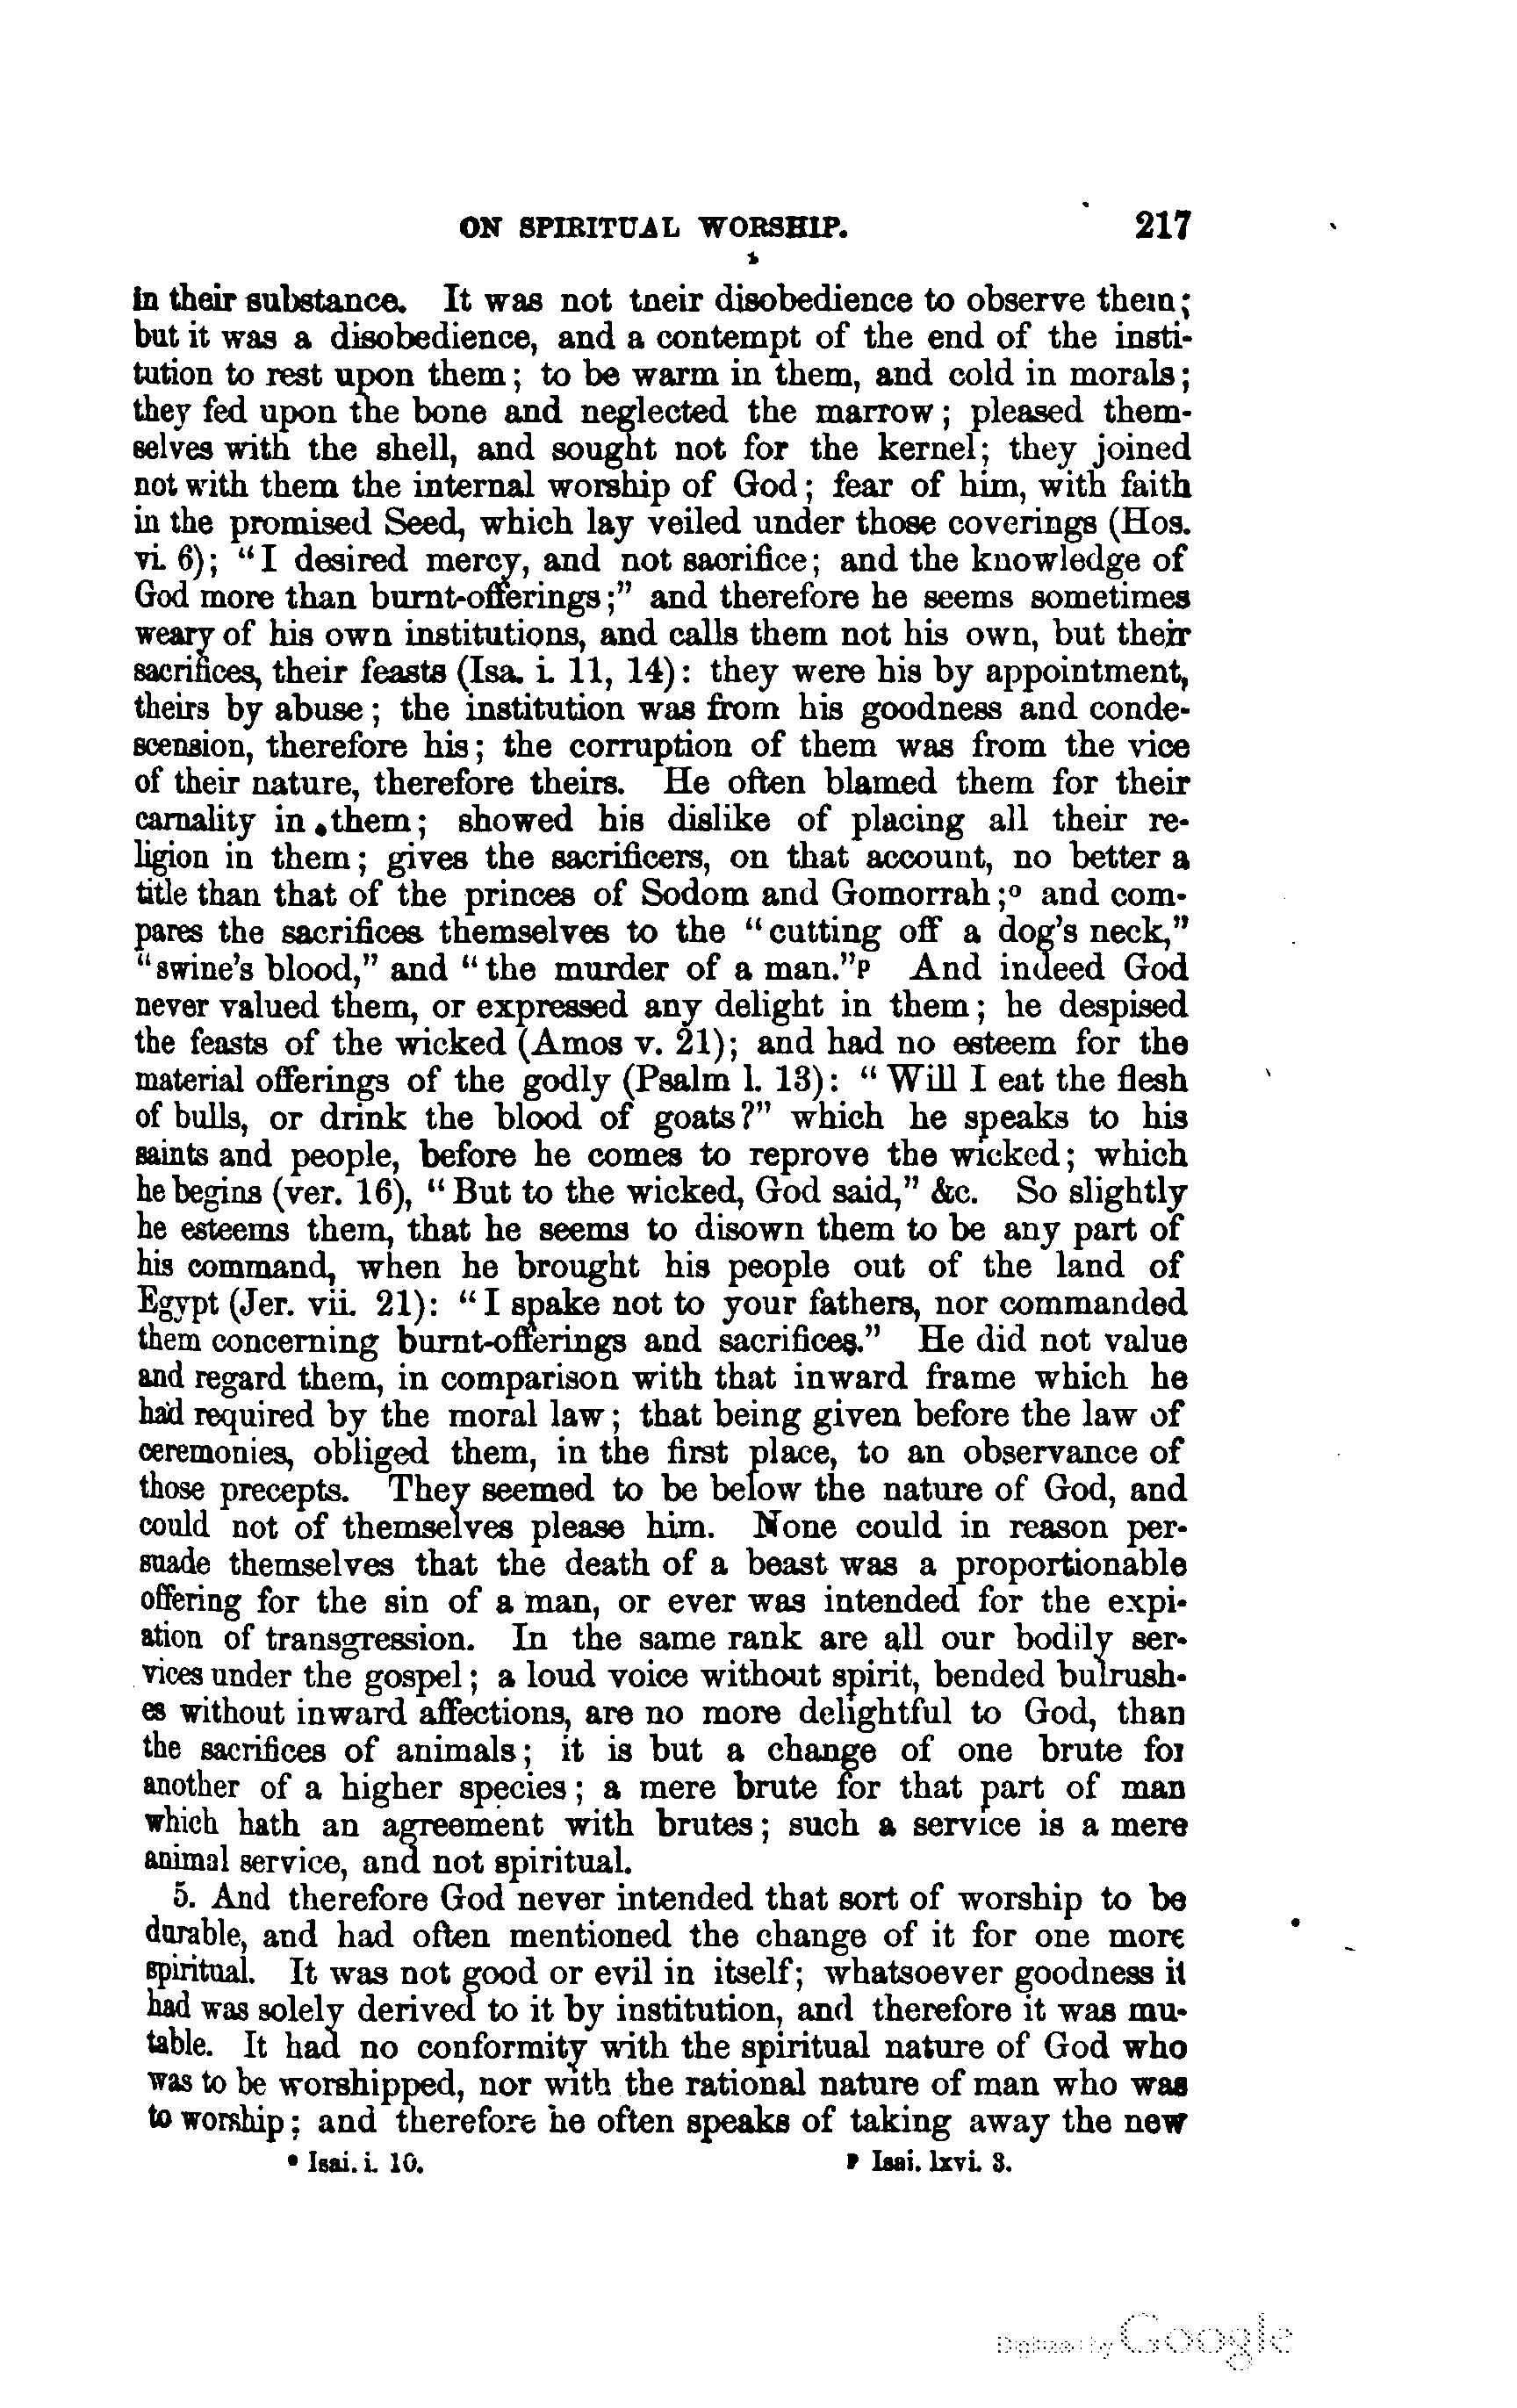 ON SPIRITUAL WORSHIP. 217
in their substance. It was not tneir disobedience to observe them;
but it was a disobedience, and a contempt of the end of the insti-
tution to rest upon them; to be warm in them, and cold in morals;
they fed upon the bone and neglected the marrow; pleased them-
selves with the shell, and sought not for the kernel; they joined
not with them the internal worship of God; fear of him, with faith
in the promised Seed, which lay veiled under those coverings (Hos.
vi. 6); "I desired mercy, and not sacrifice; and the knowledge of
God more than burnt-offerings;" and therefore he seems sometimes
weary of his own institutions, and calls them not his own, but their
sacrifices, their feasts (Isa. i. 11, 14): they were his by appointment,
theirs by abuse; the institution was from his goodness and conde-
scension, therefore his; the corruption of them was from the vice
of their nature, therefore theirs. He often blamed them for their
carnality in them; showed his dislike of placing all their re-
ligion in them; gives the sacrificers, on that account, no better a
title than that of the princes of Sodom and Gomorrah;º and com-
pares the sacrifices themselves to the "cutting off a dog's neck,"
"swine's blood," and "the murder of a man."p And indeed God
never valued them, or expressed any delight in them; he despised
the feasts of the wicked (Amos v. 21); and had no esteem for the
material offerings of the godly (Psalm l. 13): "Will I eat the flesh
of bulls, or drink the blood of goats?" which he speaks to his
saints and people, before he comes to reprove the wicked; which
he begins (ver. 16), "But to the wicked, God said," &c. So slightly
he esteems them, that he seems to disown them to be any part of
his command, when he brought his people out of the land of
Egypt (Jer. vii. 21): "I spake not to your fathers, nor commanded
them concerning burnt-offerings and sacrifices." He did not value
and regard them, in comparison with that inward frame which he
had required by the moral law; that being given before the law of
ceremonies, obliged them, in the first place, to an observance of
those precepts. They seemed to be below the nature of God, and
could not of themselves please him. None could in reason per-
suade themselves that the death of a beast was a proportionable
offering for the sin of a man, or ever was intended for the expi-
ation of transgression. In the same rank are all our bodily ser-
vices under the gospel; a loud voice without spirit, bended bulrush-
es without inward affections, are no more delightful to God, than
the sacrifices of animals; it is but a change of one brute for
another of a higher species; a mere brute for that part of man
which hath an agreement with brutes; such a service is a mere
animal service, and not spiritual.
5. And therefore God never intended that sort of worship to be
durable, and had often mentioned the change of it for one more
spiritual. It was not good or evil in itself; whatsoever goodness it
had was solely derived to it by institution, and therefore it was mu-
table. It had no conformity with the spiritual nature of God who
was to be worshipped, nor with the rational nature of man who was
to worship; and therefore he often speaks of taking away the new
º Isai. i. 10. p Isai. lxvi. 3.
Digitized by Google